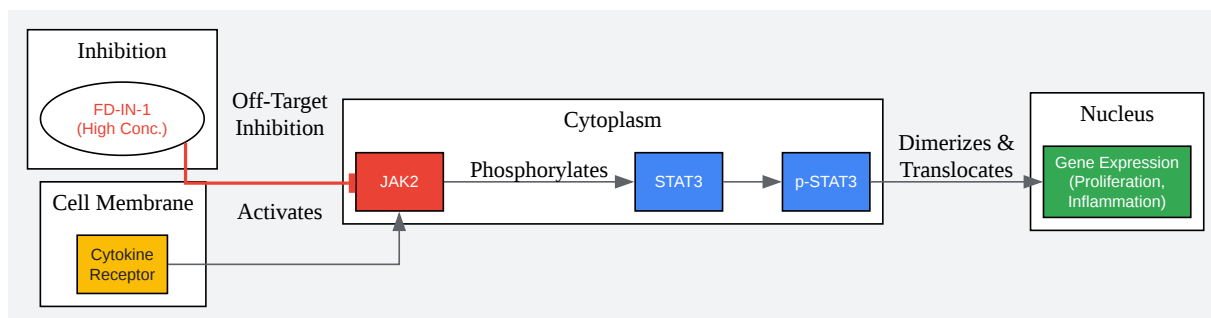 Inhibition
FD-IN-1
(High Conc.)
Off-Target
Inhibition
Cell Membrane
Activates
Cytokine
Receptor
Cytoplasm
JAK2
Phosphorylates
STAT3
p-STAT3
Dimerizes &
Translocates
Nucleus
Gene Expression
(Proliferation,
Inflammation)